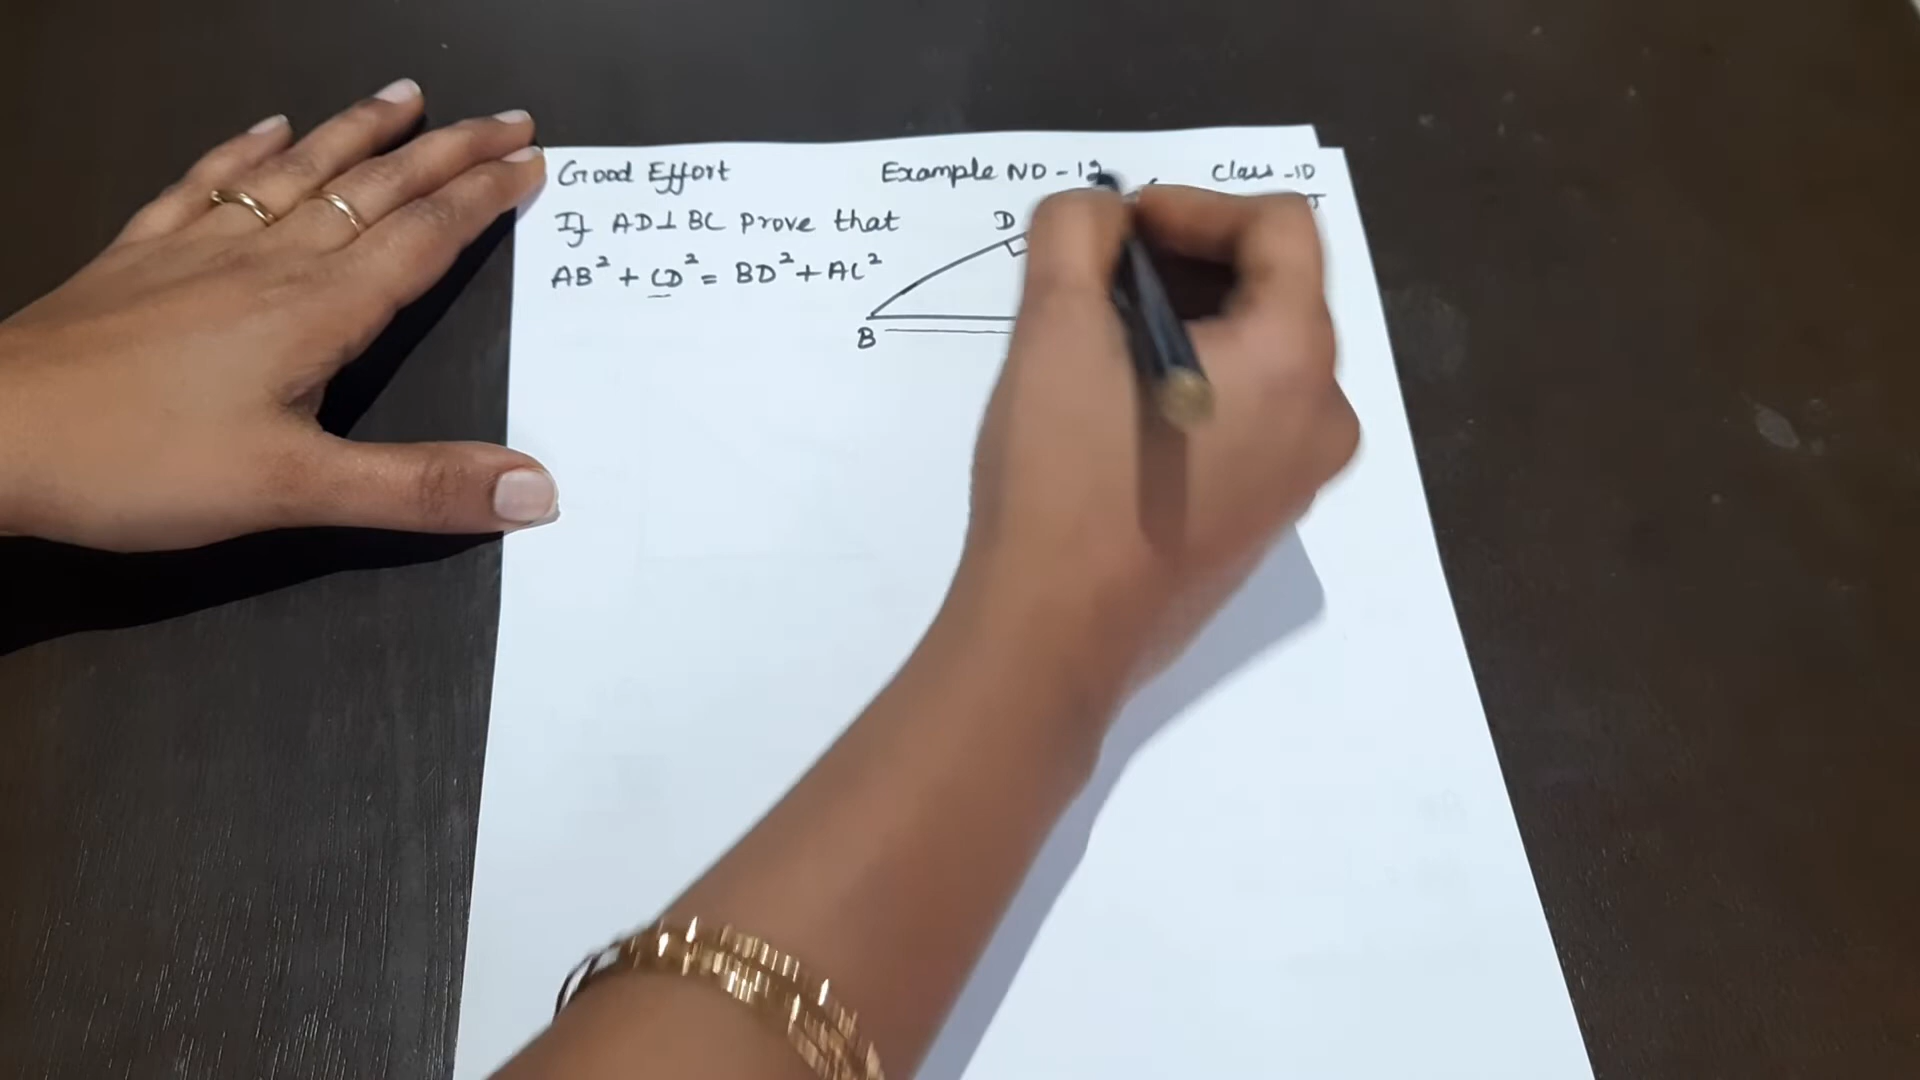 Good Effort Example NO - 12 Class - 10
If AD⊥BC Prove that
AB² + CD² = BD² + AC²
D
B